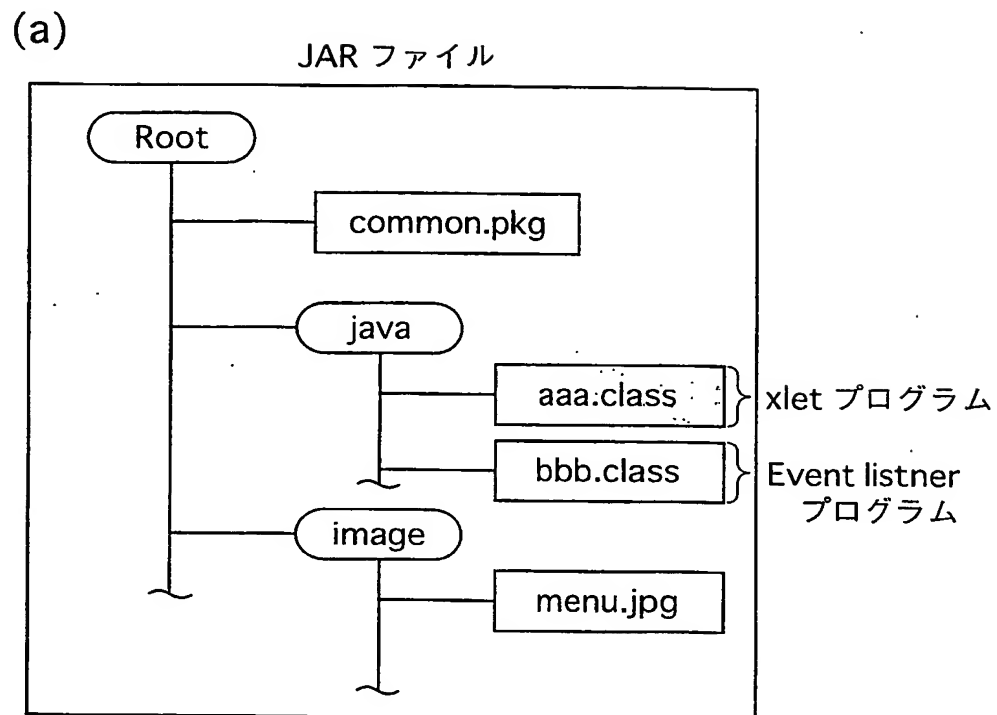 (a)
JAR ファイル
Root
common.pkg
java
aaa.class
xlet プログラム
bbb.class
Event listner
プログラム
image
menu.jpg